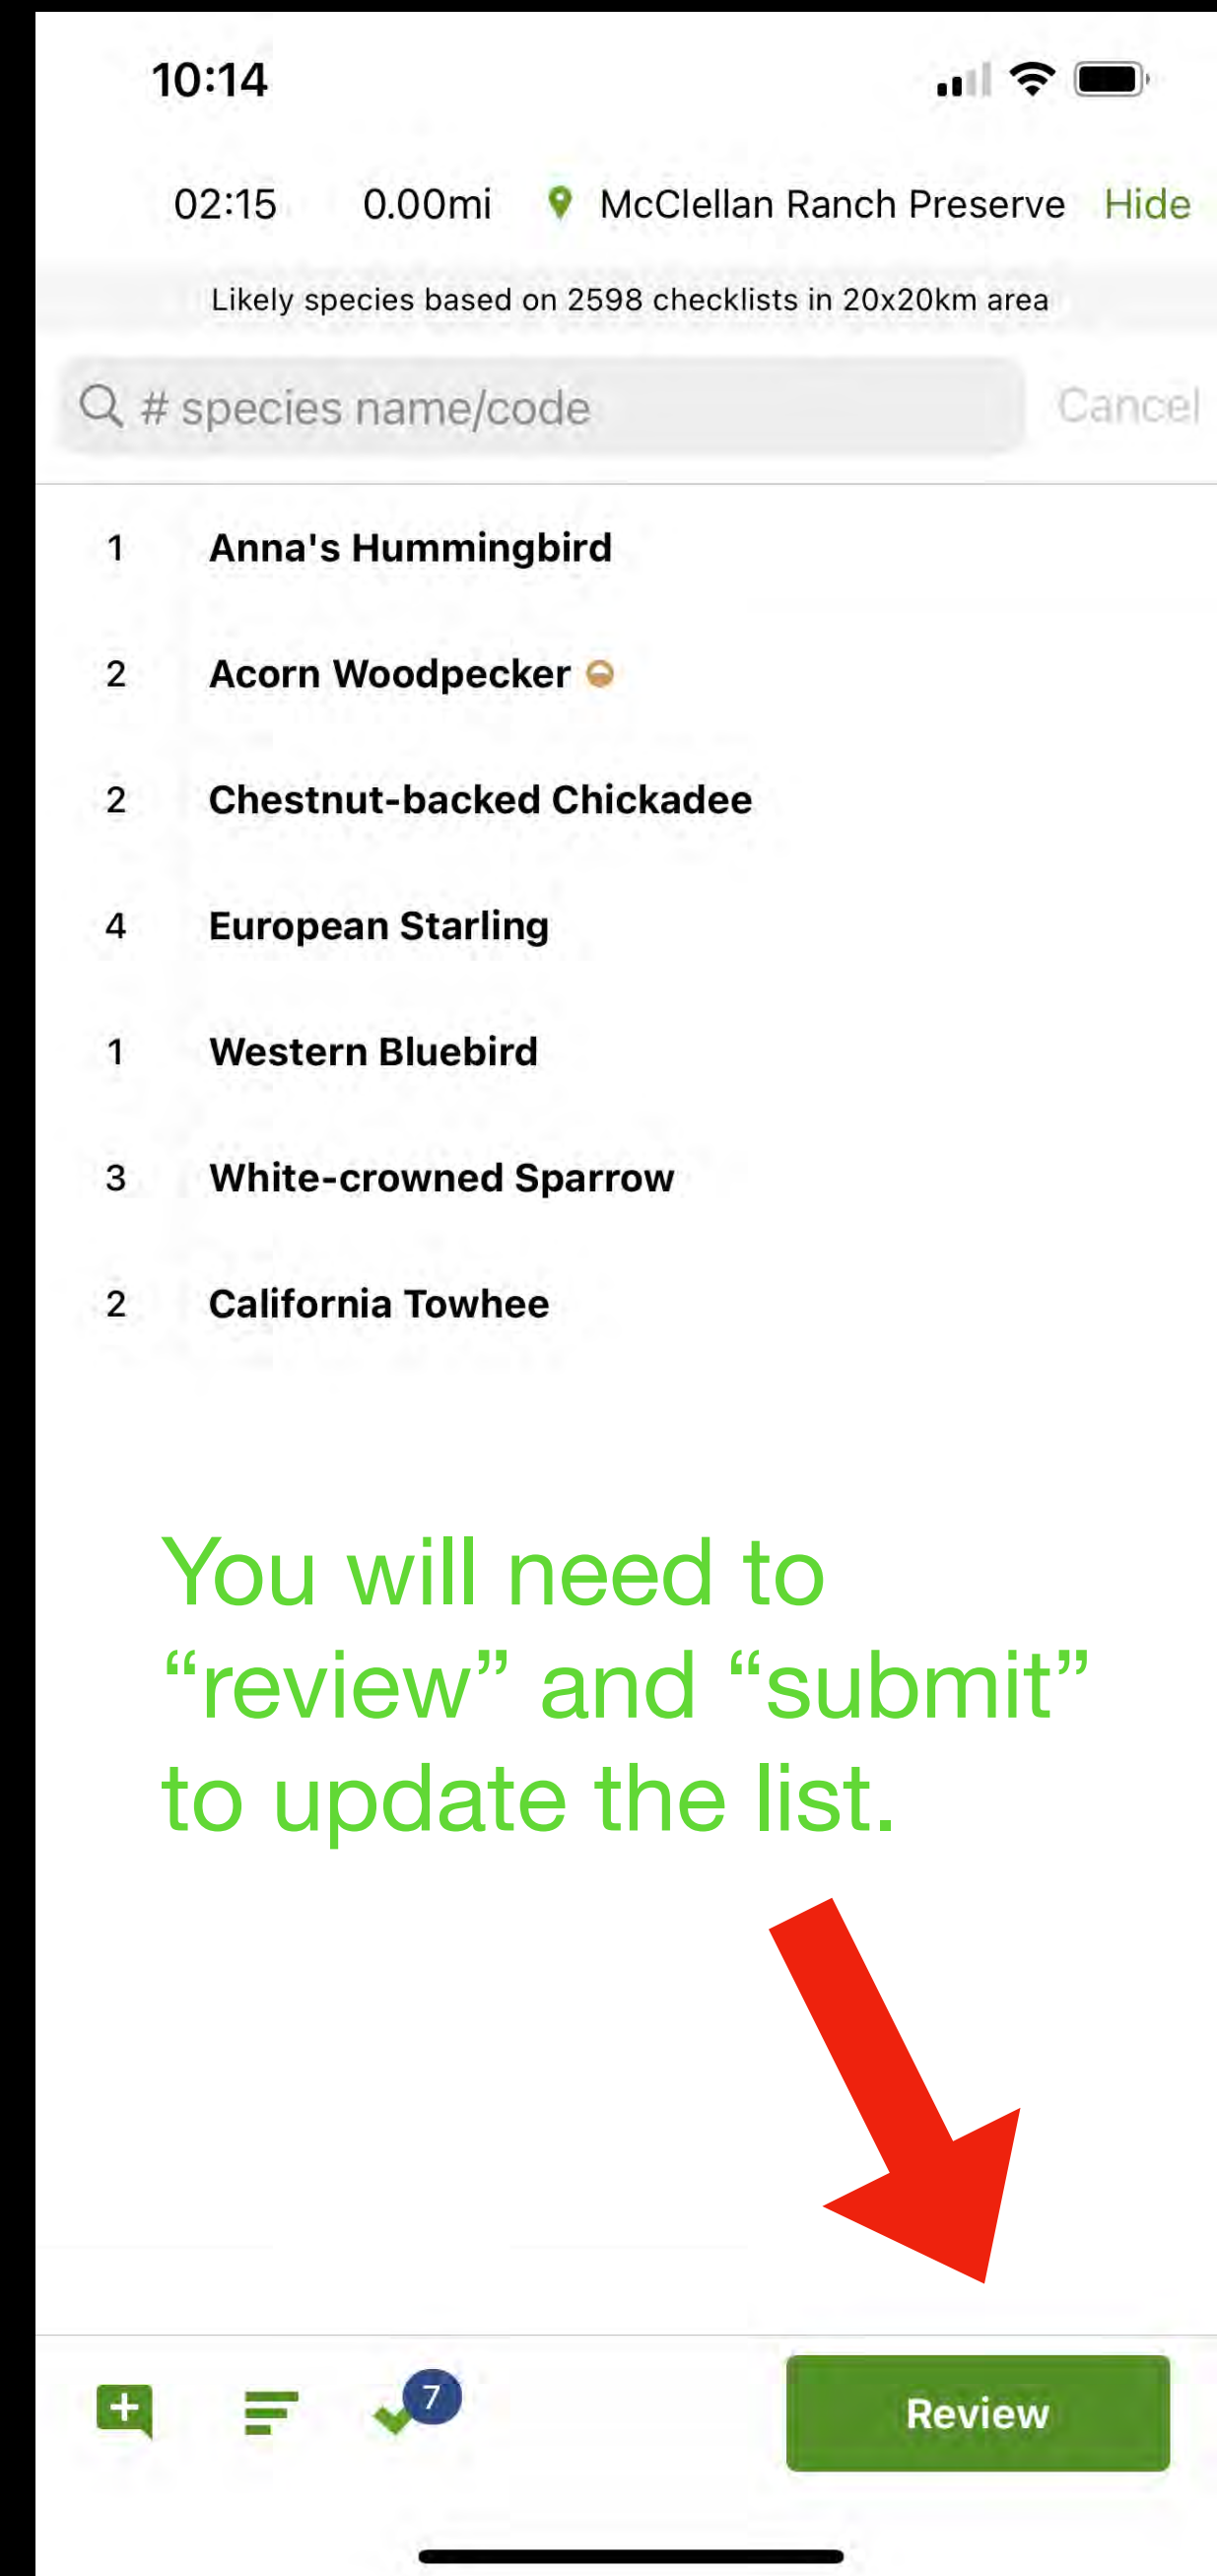 10:14
02:15 0.00mi McClellan Ranch Preserve Hide
Likely species based on 2598 checklists in 20x20km area
# species name/code Cancel
1 Anna's Hummingbird
2 Acorn Woodpecker
2 Chestnut-backed Chickadee
4 European Starling
1 Western Bluebird
3 White-crowned Sparrow
2 California Towhee
You will need to
“review” and “submit”
to update the list.
7 Review